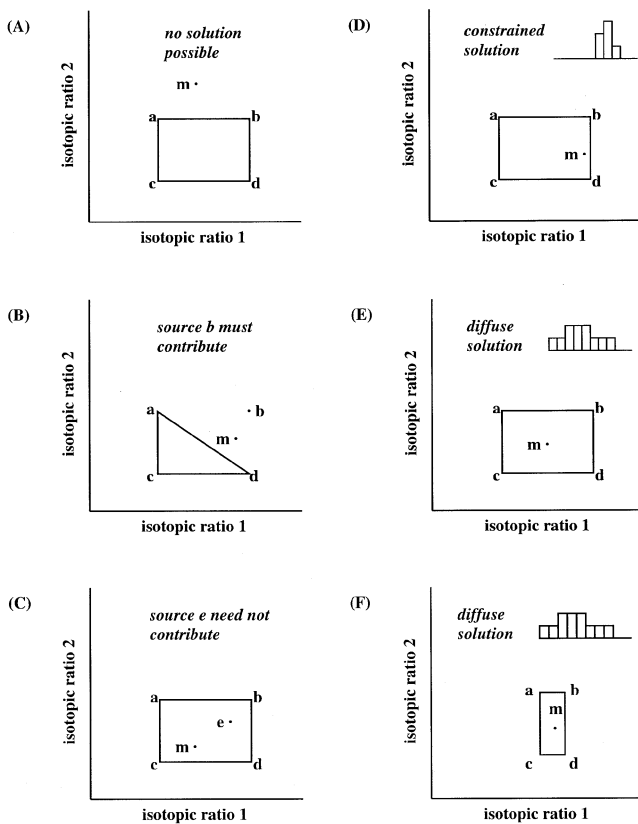 (A)
no solution
possible
m
a b
c d
isotopic ratio 2
isotopic ratio 1
(B)
source b must
contribute
a b
m
c d
isotopic ratio 2
isotopic ratio 1
(C)
source e need not
contribute
a b
e
m
c d
isotopic ratio 2
isotopic ratio 1
(D)
constrained
solution
a b
m
c d
isotopic ratio 2
isotopic ratio 1
(E)
diffuse
solution
a b
m
c d
isotopic ratio 2
isotopic ratio 1
(F)
diffuse
solution
a b
m
c d
isotopic ratio 2
isotopic ratio 1